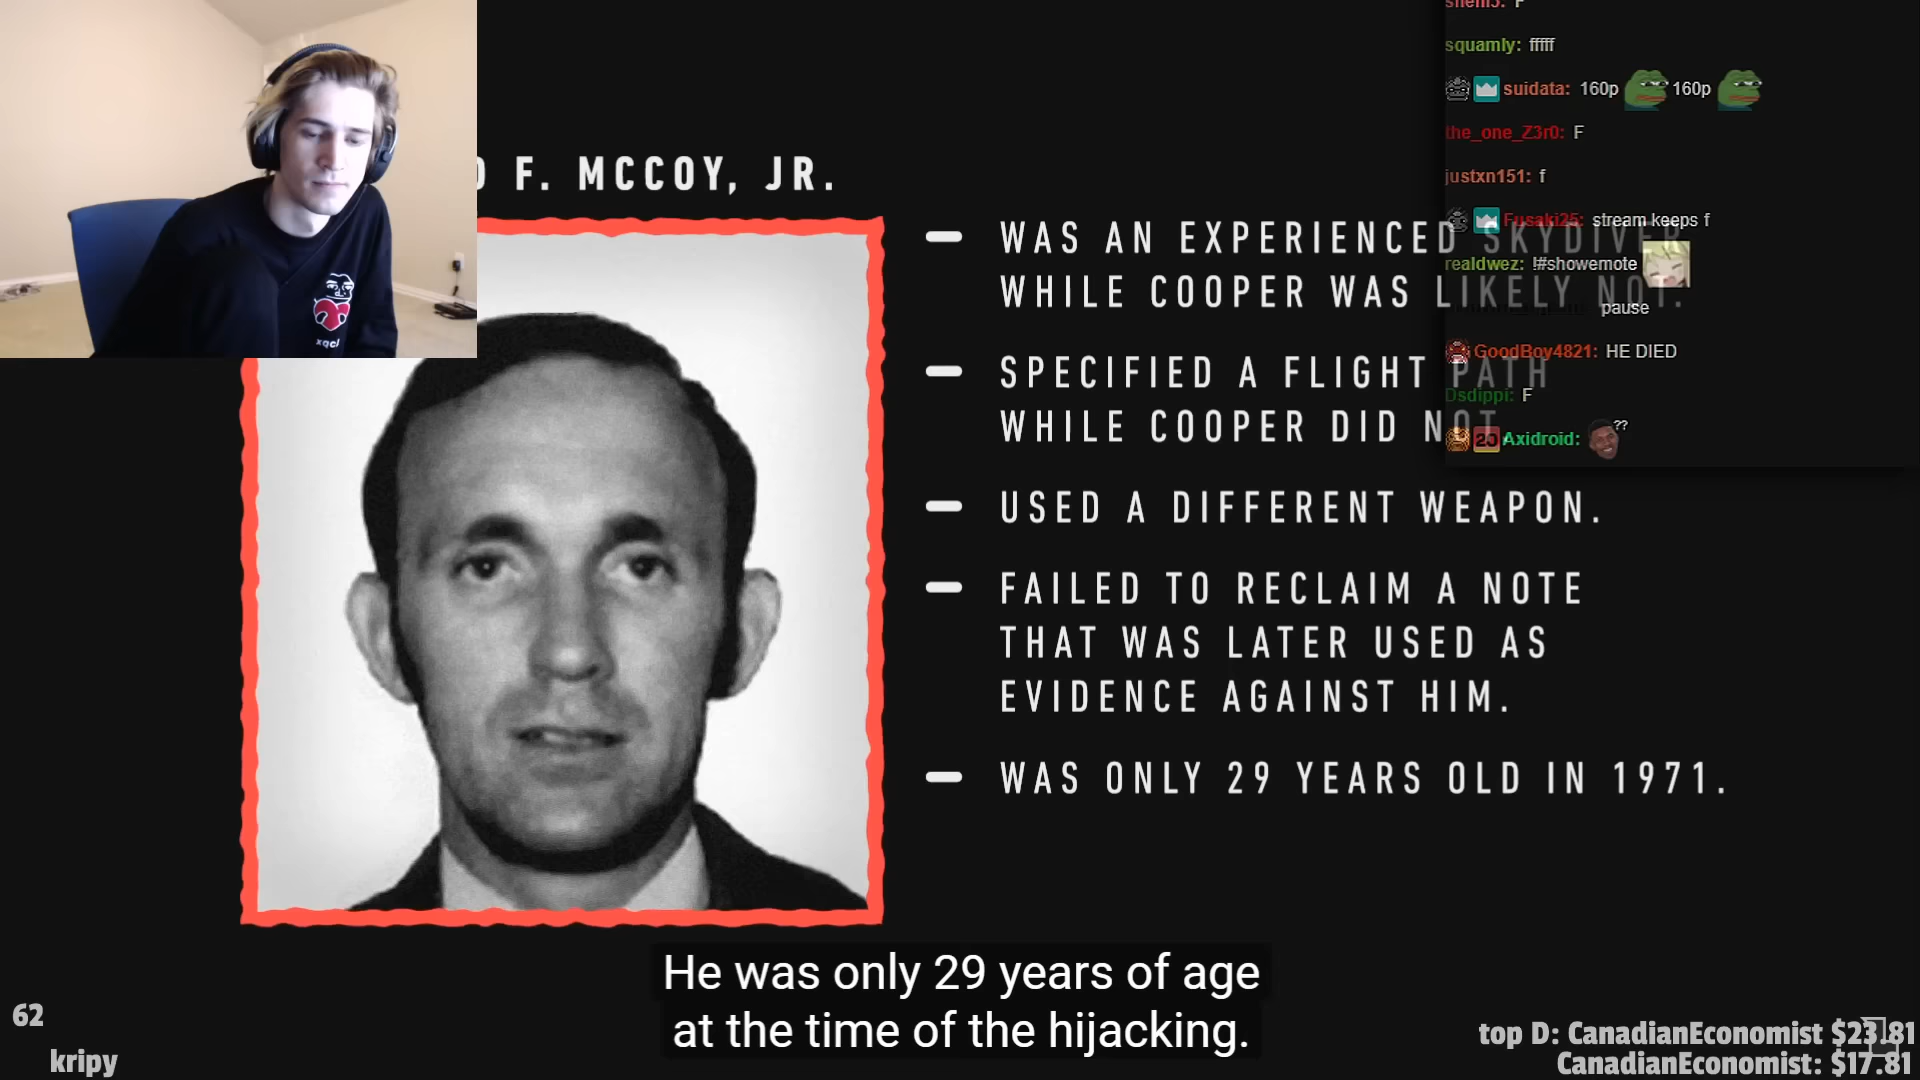 F. MCCOY, JR.
WAS AN EXPERIENCED SKYDIVER
WHILE COOPER WAS LIKELY NOT.
SPECIFIED A FLIGHT PATH
WHILE COOPER DID NOT.
USED A DIFFERENT WEAPON.
FAILED TO RECLAIM A NOTE
THAT WAS LATER USED AS
EVIDENCE AGAINST HIM.
WAS ONLY 29 YEARS OLD IN 1971.
He was only 29 years of age
at the time of the hijacking.
squamly: fffff
suidata: 160p 160p
the_one_Z3r0: F
justxn151: f
Fusaki25: stream keeps f
realdwez: !#showemote
pause
GoodBoy4821: HE DIED
Dsdippi: F
20 Axidroid: ??
xqcl
62
kripy
top D: CanadianEconomist $23.81
CanadianEconomist: $17.81